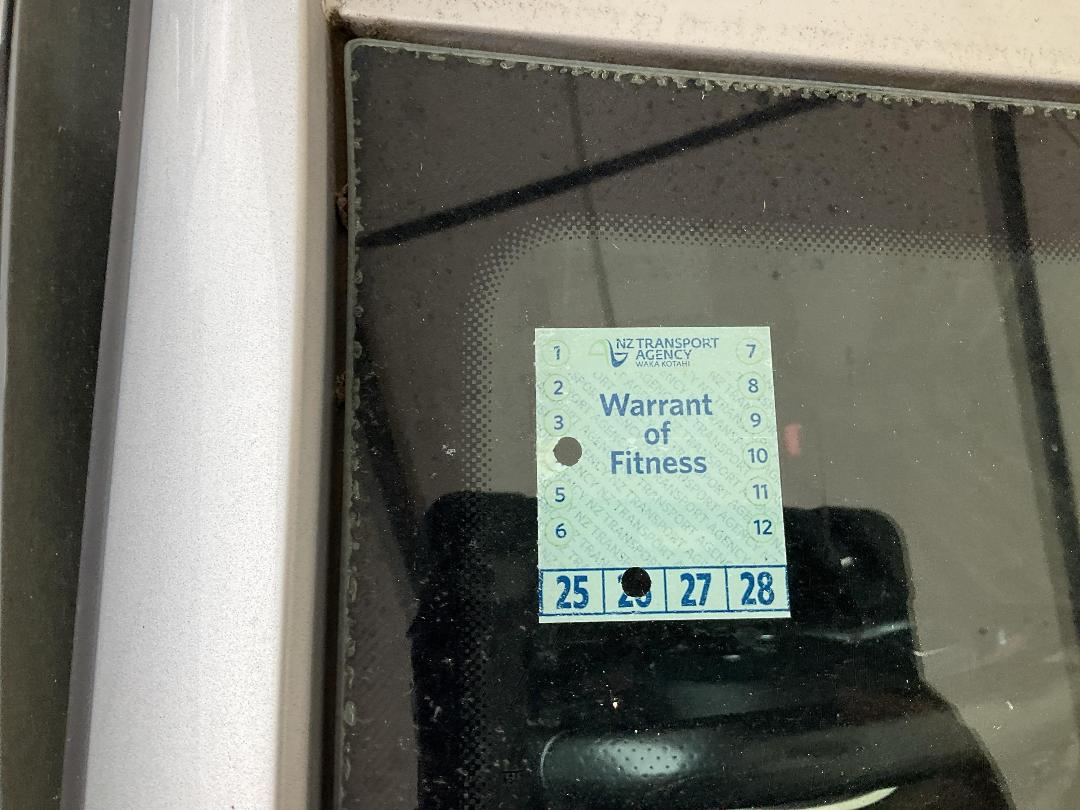 NZ TRANSPORT
AGENCY
WAKA KOTAHI
Warrant
of
Fitness
1
2
3
5
6
7
8
9
10
11
12
25 26 27 28